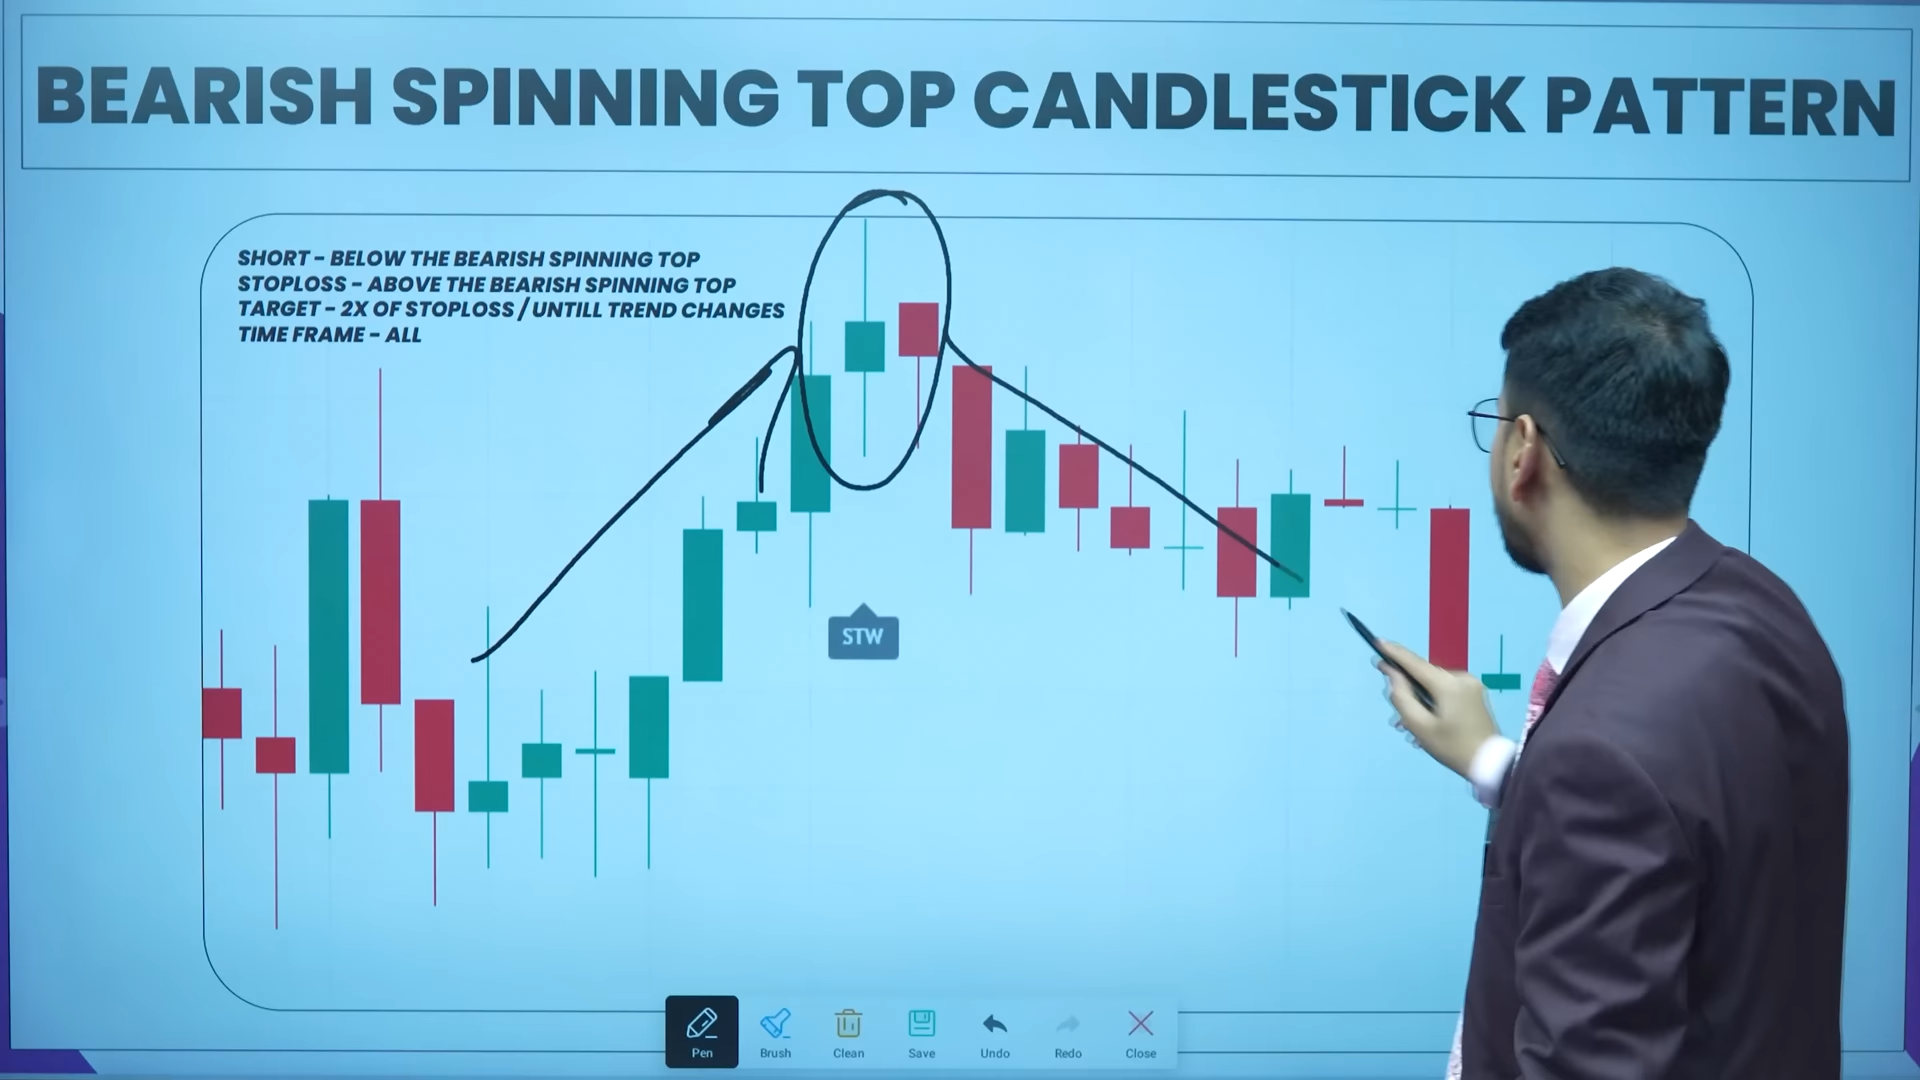 BEARISH SPINNING TOP CANDLESTICK PATTERN
SHORT - BELOW THE BEARISH SPINNING TOP
STOPLOSS - ABOVE THE BEARISH SPINNING TOP
TARGET - 2X OF STOPLOSS / UNTILL TREND CHANGES
TIME FRAME - ALL
STW
Pen Brush Clean Save Undo Redo Close